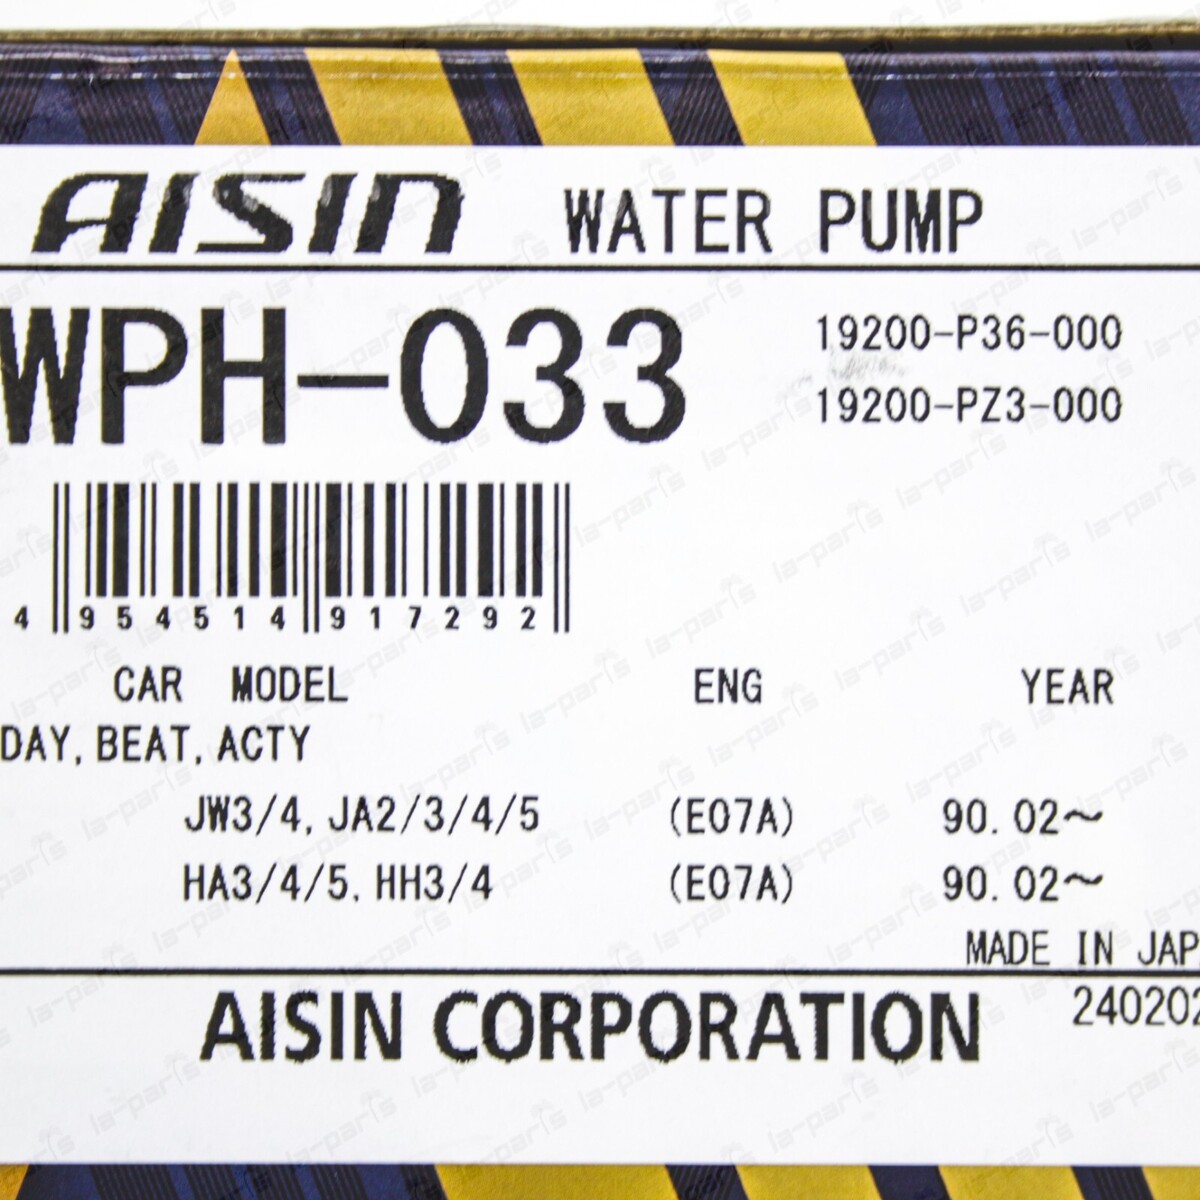 AISIN WATER PUMP
WPH-033
19200-P36-000
19200-PZ3-000
4 954514 917292
CAR MODEL ENG YEAR
DAY, BEAT, ACTY
JW3/4, JA2/3/4/5 (E07A) 90. 02~
HA3/4/5, HH3/4 (E07A) 90. 02~
MADE IN JAPA
AISIN CORPORATION
240202
la-parts